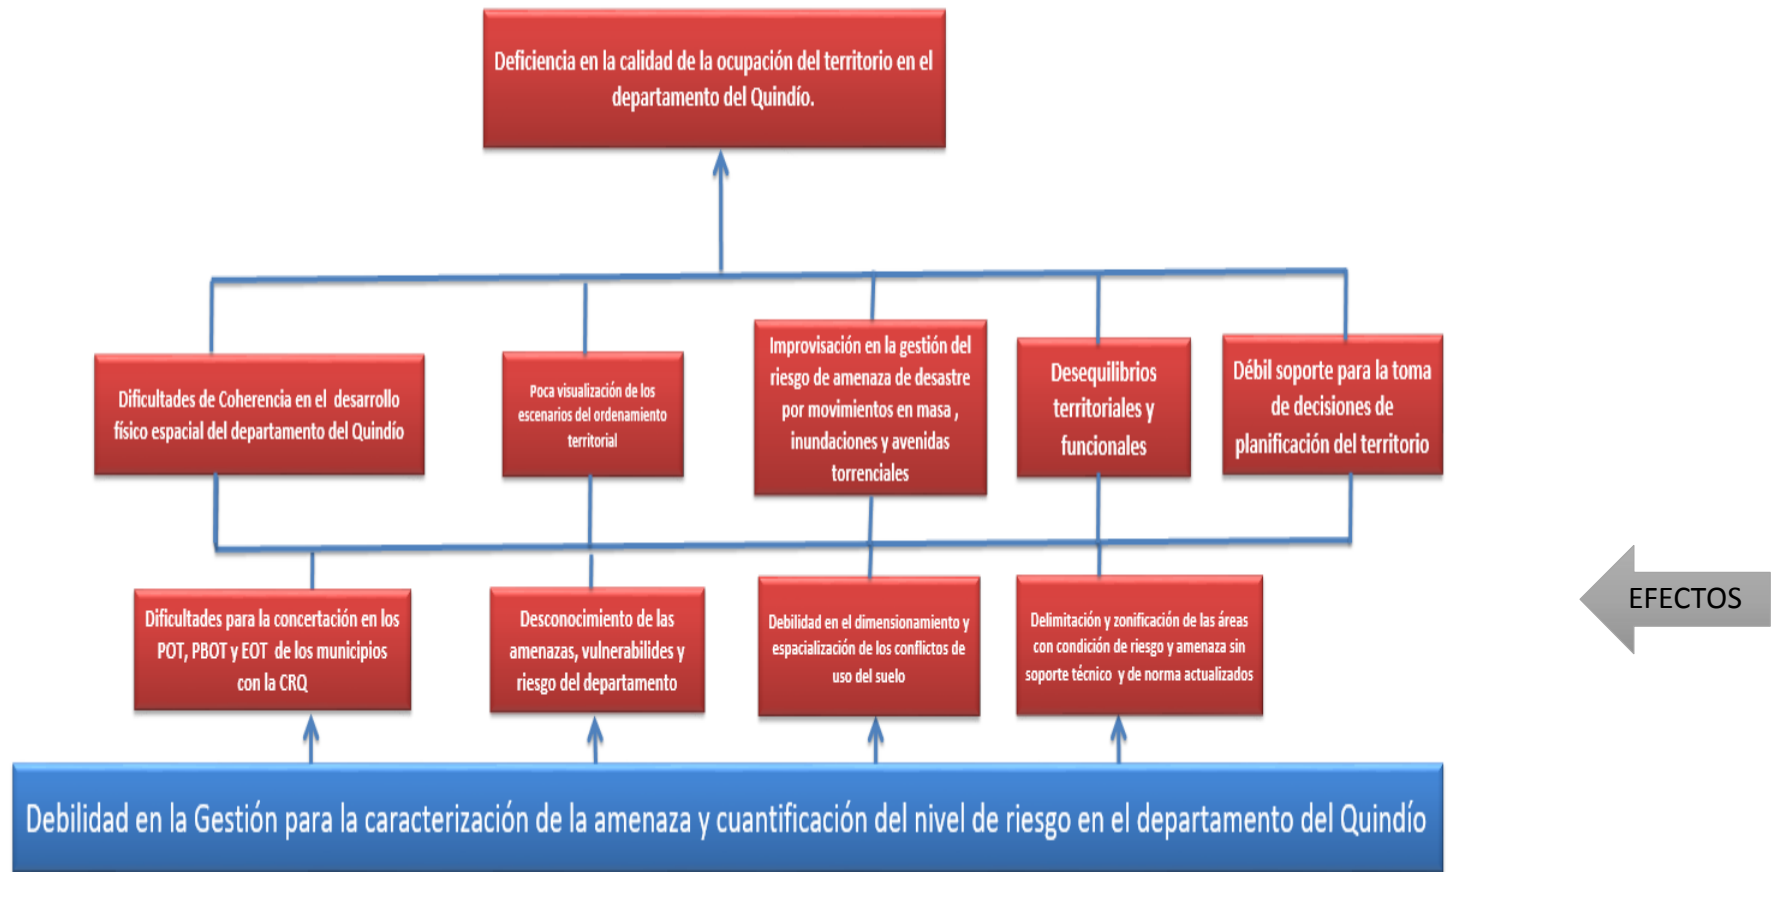 Deficiencia en la calidad de la ocupación del territorio en el
departamento del Quindío.
Dificultades de Coherencia en el desarrollo
físico espacial del departamento del Quindío
Poca visualización de los
escenarios del ordenamiento
territorial
Improvisación en la gestión del
riesgo de amenaza de desastre
por movimientos en masa ,
inundaciones y avenidas
torrenciales
Desequilibrios
territoriales y
funcionales
Débil soporte para la toma
de decisiones de
planificación del territorio
Dificultades para la concertación en los
POT, PBOT y EOT de los municipios
con la CRQ
Desconocimiento de las
amenazas, vulnerabilides y
riesgo del departamento
Debilidad en el dimensionamiento y
espacialización de los conflictos de
uso del suelo
Delimitación y zonificación de las áreas
con condición de riesgo y amenaza sin
soporte técnico y de norma actualizados
EFECTOS
Debilidad en la Gestión para la caracterización de la amenaza y cuantificación del nivel de riesgo en el departamento del Quindío